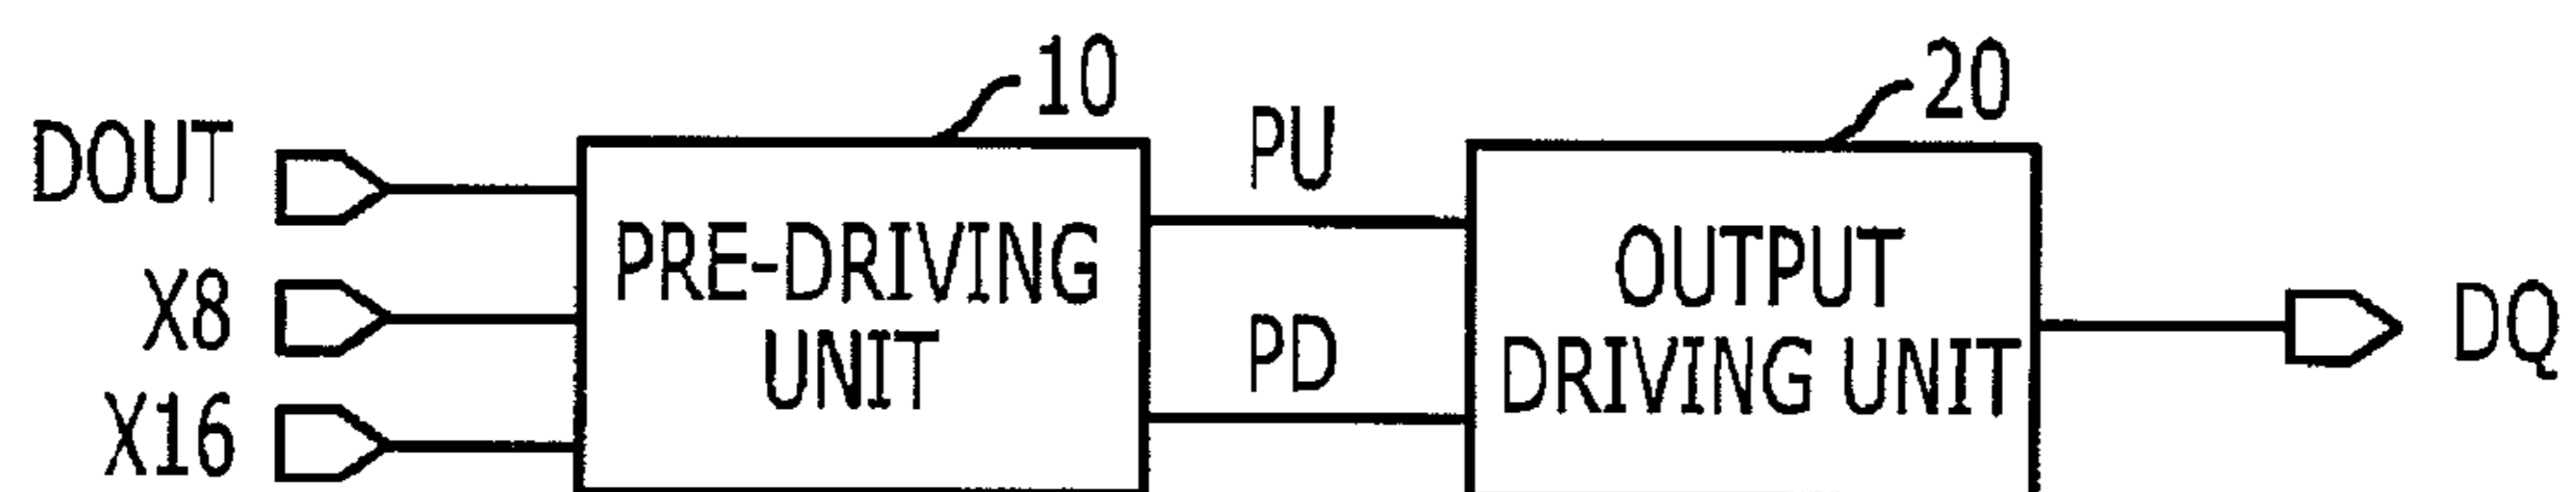 10
20
DOUT
PU
PRE-DRIVING
UNIT
OUTPUT
DRIVING UNIT
X8
PD
DQ
X16